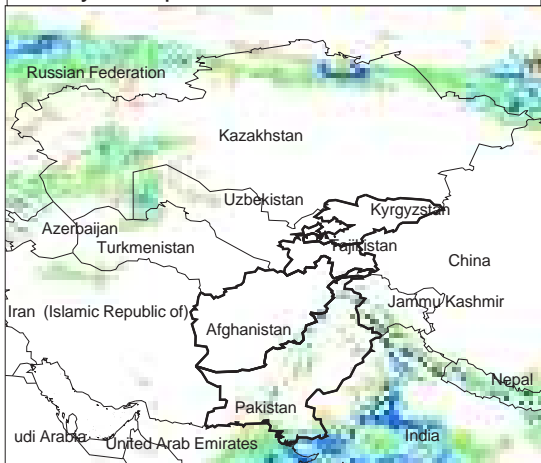 Russian Federation
Kazakhstan
Uzbekistan
Kyrgyzstan
Azerbaijan
Turkmenistan
Tajikistan
China
Iran (Islamic Republic of)
Jammu Kashmir
Afghanistan
Nepal
Pakistan
udi Arabia
United Arab Emirates
India